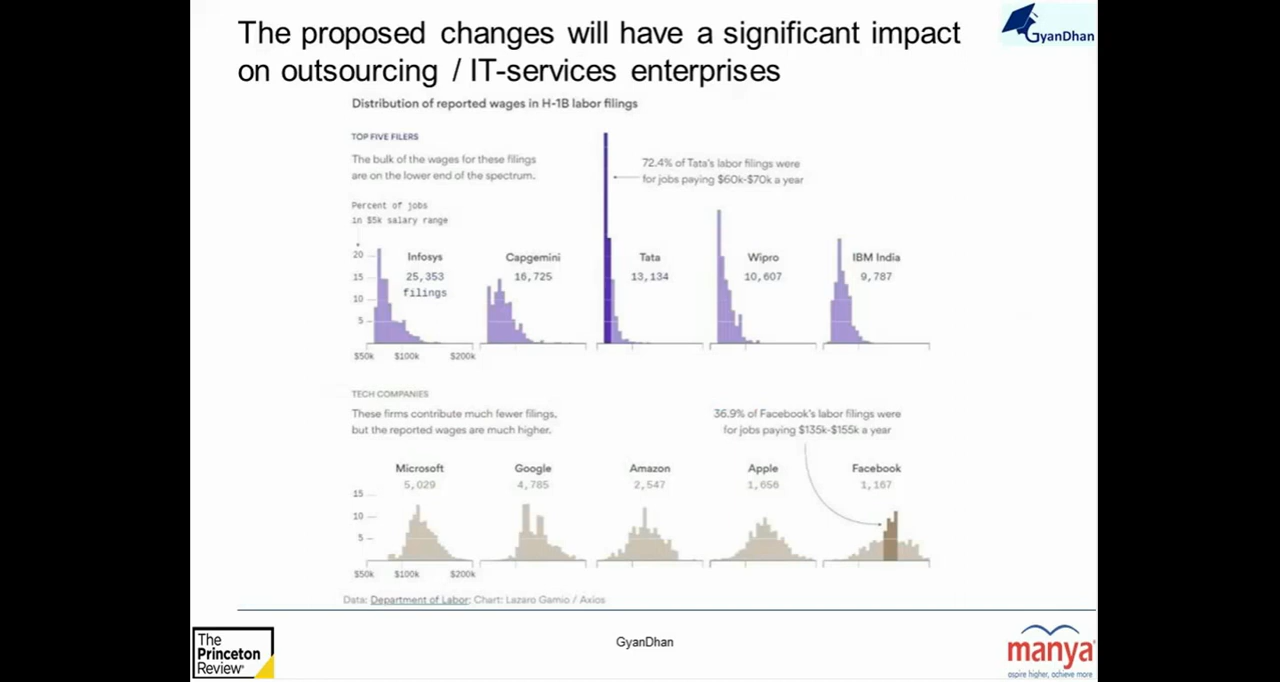 The proposed changes will have a significant impact
on outsourcing / IT-services enterprises
GyanDhan
Distribution of reported wages in H-1B labor filings
TOP FIVE FILERS
The bulk of the wages for these filings
are on the lower end of the spectrum.
72.4% of Tata's labor filings were
for jobs paying $60k-$70k a year
Percent of jobs
in $5k salary range
20
15
10
5
Infosys
25,353
filings
Capgemini
16,725
Tata
13,134
Wipro
10,607
IBM India
9,787
$50k $100k $200k
TECH COMPANIES
These firms contribute much fewer filings,
but the reported wages are much higher.
36.9% of Facebook's labor filings were
for jobs paying $135k-$155k a year
Microsoft
5,029
Google
4,785
Amazon
2,547
Apple
1,656
Facebook
1,167
15
10
5
$50k $100k $200k
Data: Department of Labor; Chart: Lazaro Gamio / Axios
The
Princeton
Review
GyanDhan
manya
aspire higher, achieve more